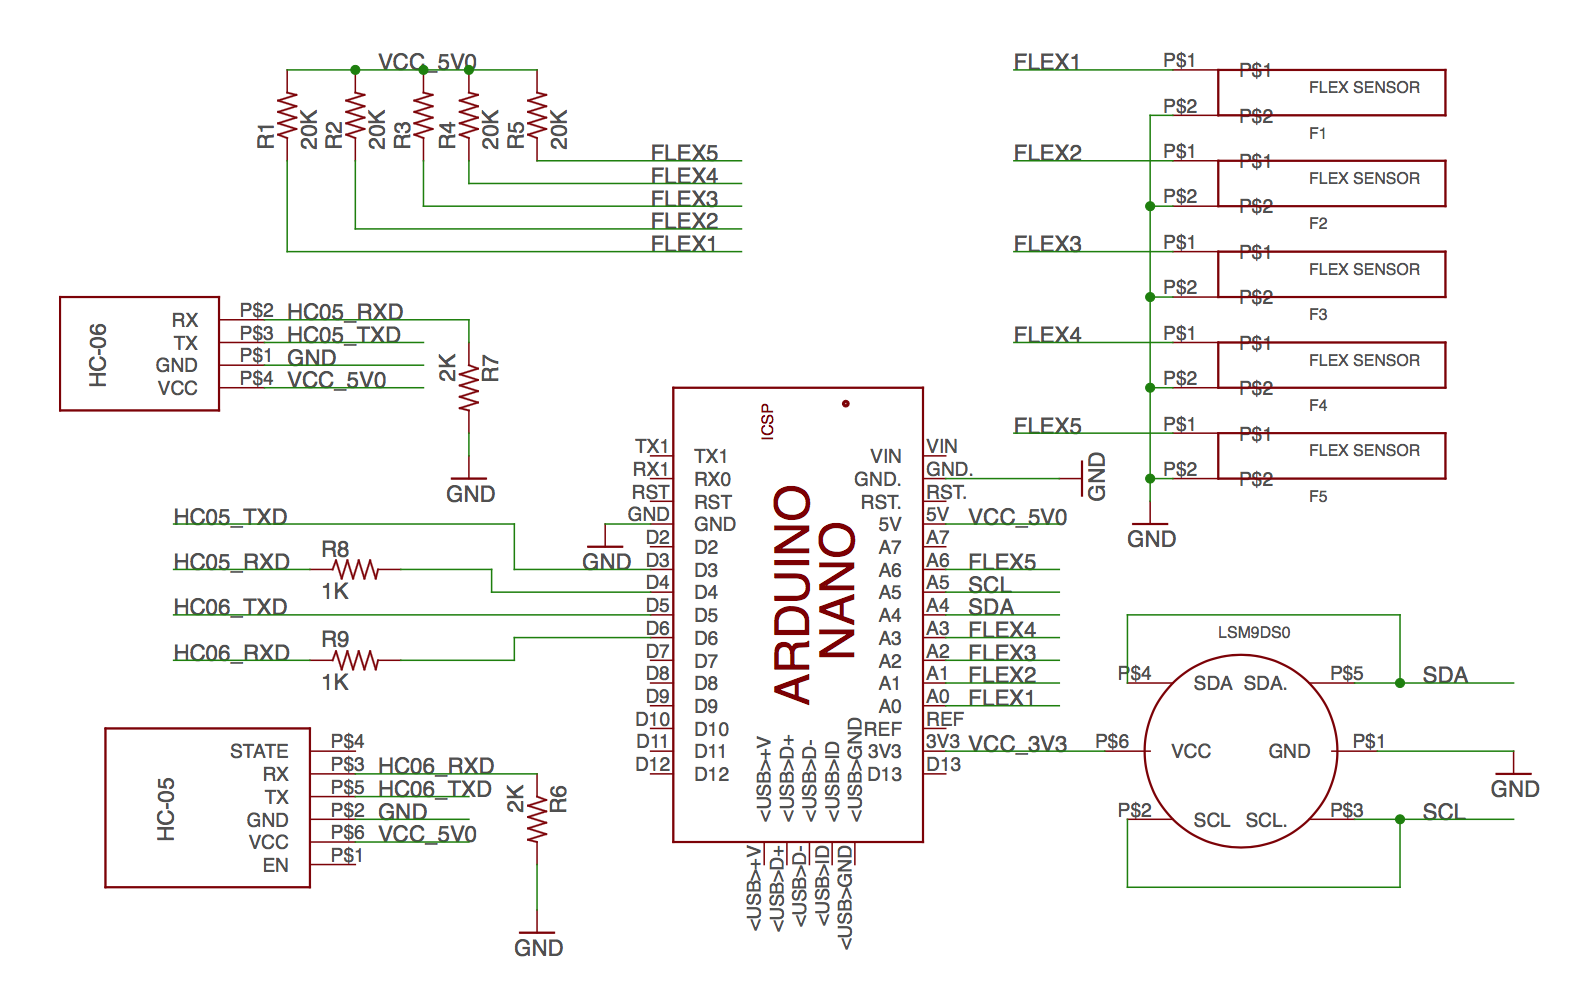 VCC_5V0
R1
20K
R2
20K
R3
20K
R4
20K
R5
20K
FLEX5
FLEX4
FLEX3
FLEX2
FLEX1
FLEX1
P$1
P$1
FLEX SENSOR
P$2
P$2
F1
FLEX2
P$1
P$1
FLEX SENSOR
P$2
P$2
F2
FLEX3
P$1
P$1
FLEX SENSOR
P$2
P$2
F3
FLEX4
P$1
P$1
FLEX SENSOR
P$2
P$2
F4
FLEX5
P$1
P$1
FLEX SENSOR
P$2
P$2
F5
GND
HC-06
RX P$2 HC05_RXD
TX P$3 HC05_TXD
GND P$1 GND
VCC P$4 VCC_5V0
2K
R7
GND
HC05_TXD
HC05_RXD
R8
1K
HC06_TXD
HC06_RXD
R9
1K
GND
HC-05
STATE P$4
RX P$3 HC06_RXD
TX P$5 HC06_TXD
GND P$2 GND
VCC P$6 VCC_5V0
EN P$1
2K
R6
GND
ICSP
ARDUINO
NANO
TX1 TX1
RX1 RX0
RST RST
GND GND
D2 D2
D3 D3
D4 D4
D5 D5
D6 D6
D7 D7
D8 D8
D9 D9
D10 D10
D11 D11
D12 D12
VIN VIN
GND. GND.
GND
RST. RST.
5V 5V VCC_5V0
A7 A7
A6 A6 FLEX5
A5 A5 SCL
A4 A4 SDA
A3 A3 FLEX4
A2 A2 FLEX3
A1 A1 FLEX2
A0 A0 FLEX1
REF REF
3V3 3V3 VCC_3V3
D13 D13
<USB>+V
<USB>D+
<USB>D-
<USB>ID
<USB>GND
<USB>+V
<USB>D+
<USB>D-
<USB>ID
<USB>GND
LSM9DS0
P$4 SDA SDA. P$5 SDA
P$6 VCC GND P$1
GND
P$2 SCL SCL. P$3 SCL